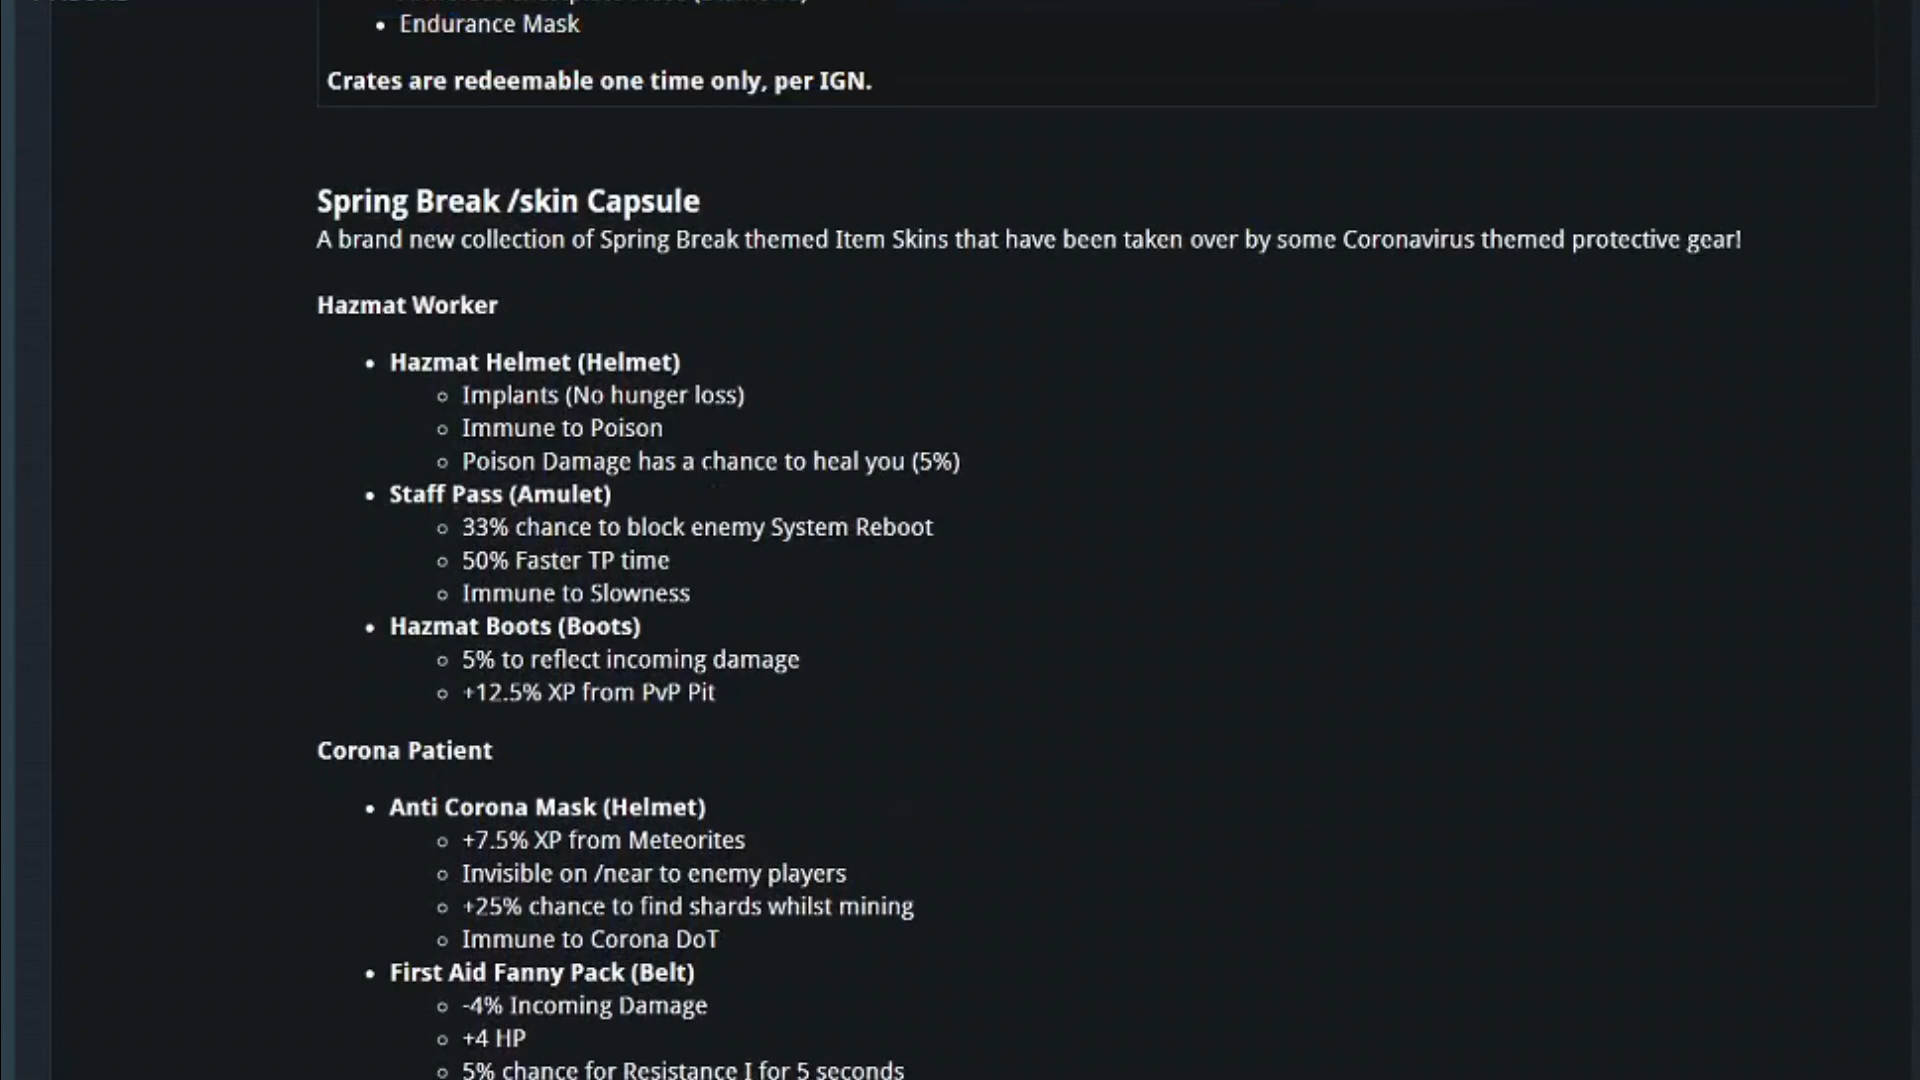 Endurance Mask
Crates are redeemable one time only, per IGN.
Spring Break /skin Capsule
A brand new collection of Spring Break themed Item Skins that have been taken over by some Coronavirus themed protective gear!
Hazmat Worker
Hazmat Helmet (Helmet)
Implants (No hunger loss)
Immune to Poison
Poison Damage has a chance to heal you (5%)
Staff Pass (Amulet)
33% chance to block enemy System Reboot
50% Faster TP time
Immune to Slowness
Hazmat Boots (Boots)
5% to reflect incoming damage
+12.5% XP from PvP Pit
Corona Patient
Anti Corona Mask (Helmet)
+7.5% XP from Meteorites
Invisible on /near to enemy players
+25% chance to find shards whilst mining
Immune to Corona DoT
First Aid Fanny Pack (Belt)
-4% Incoming Damage
+4 HP
5% chance for Resistance I for 5 seconds